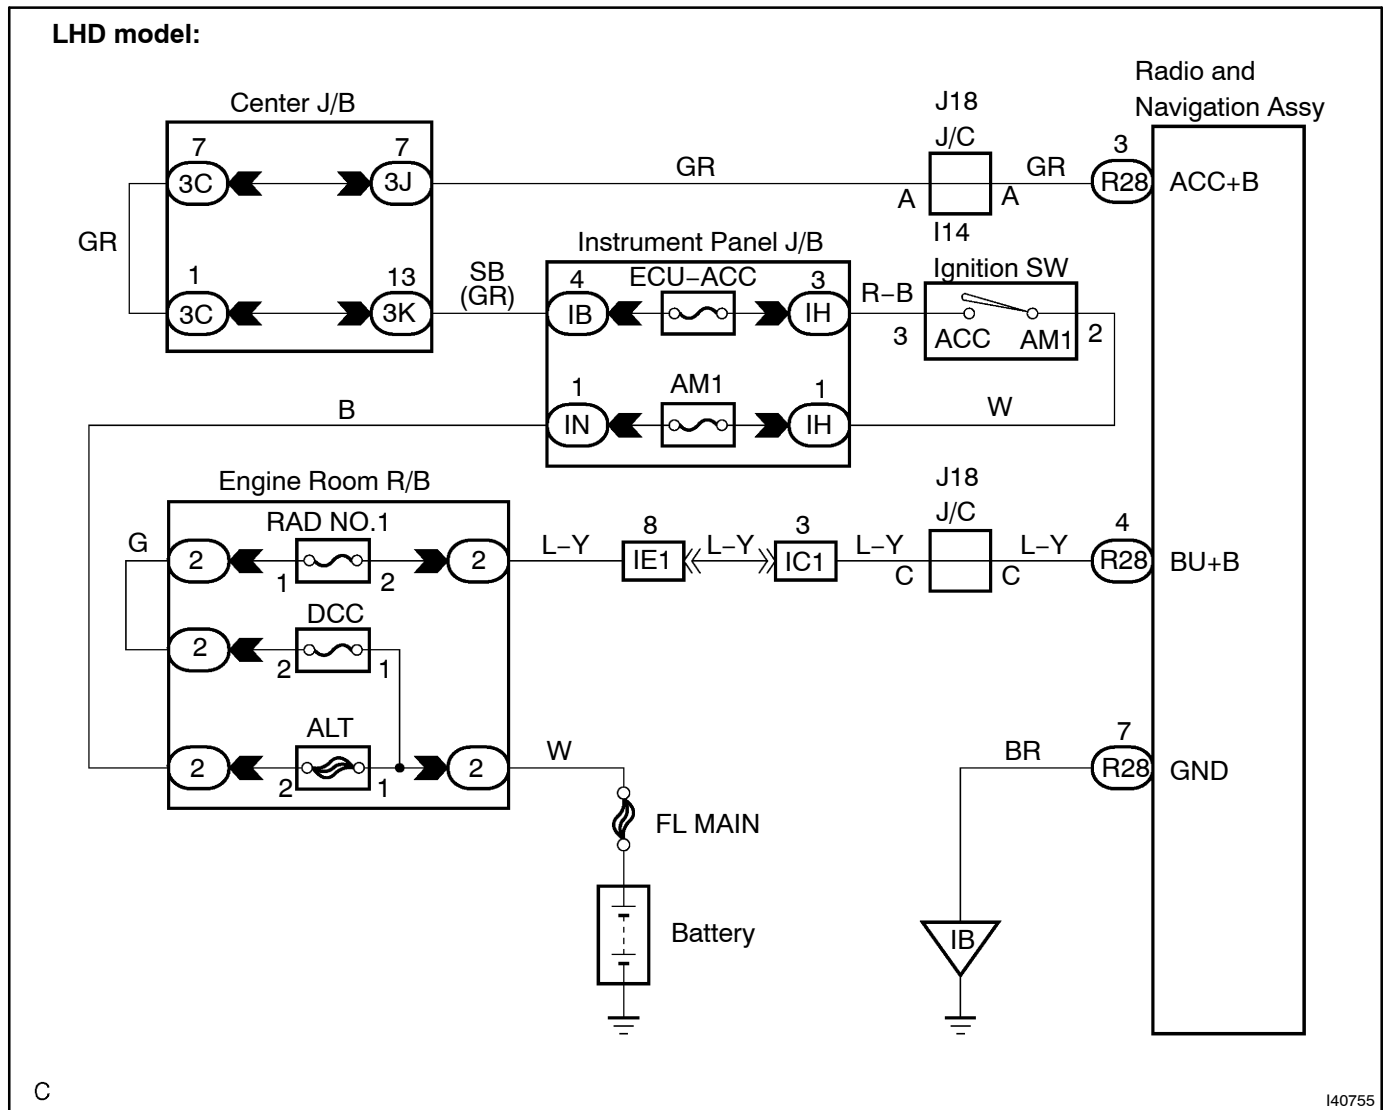 LHD model:
Radio and
Navigation Assy
Center J/B
J18
J/C
7
7
GR
GR
3
3C
3J
A
A
R28
ACC+B
GR
I14
Instrument Panel J/B
Ignition SW
1
13
SB
(GR)
4
ECU-ACC
3
R-B
3C
3K
IB
IH
3
ACC
AM1
2
1
AM1
1
B
IN
IH
W
Engine Room R/B
J18
J/C
RAD NO.1
G
2
1
2
2
L-Y
8
IE1
L-Y
3
IC1
L-Y
C
C
L-Y
4
R28
BU+B
DCC
2
2
1
ALT
2
2
1
2
W
7
BR
R28
GND
FL MAIN
Battery
IB
C
I40755